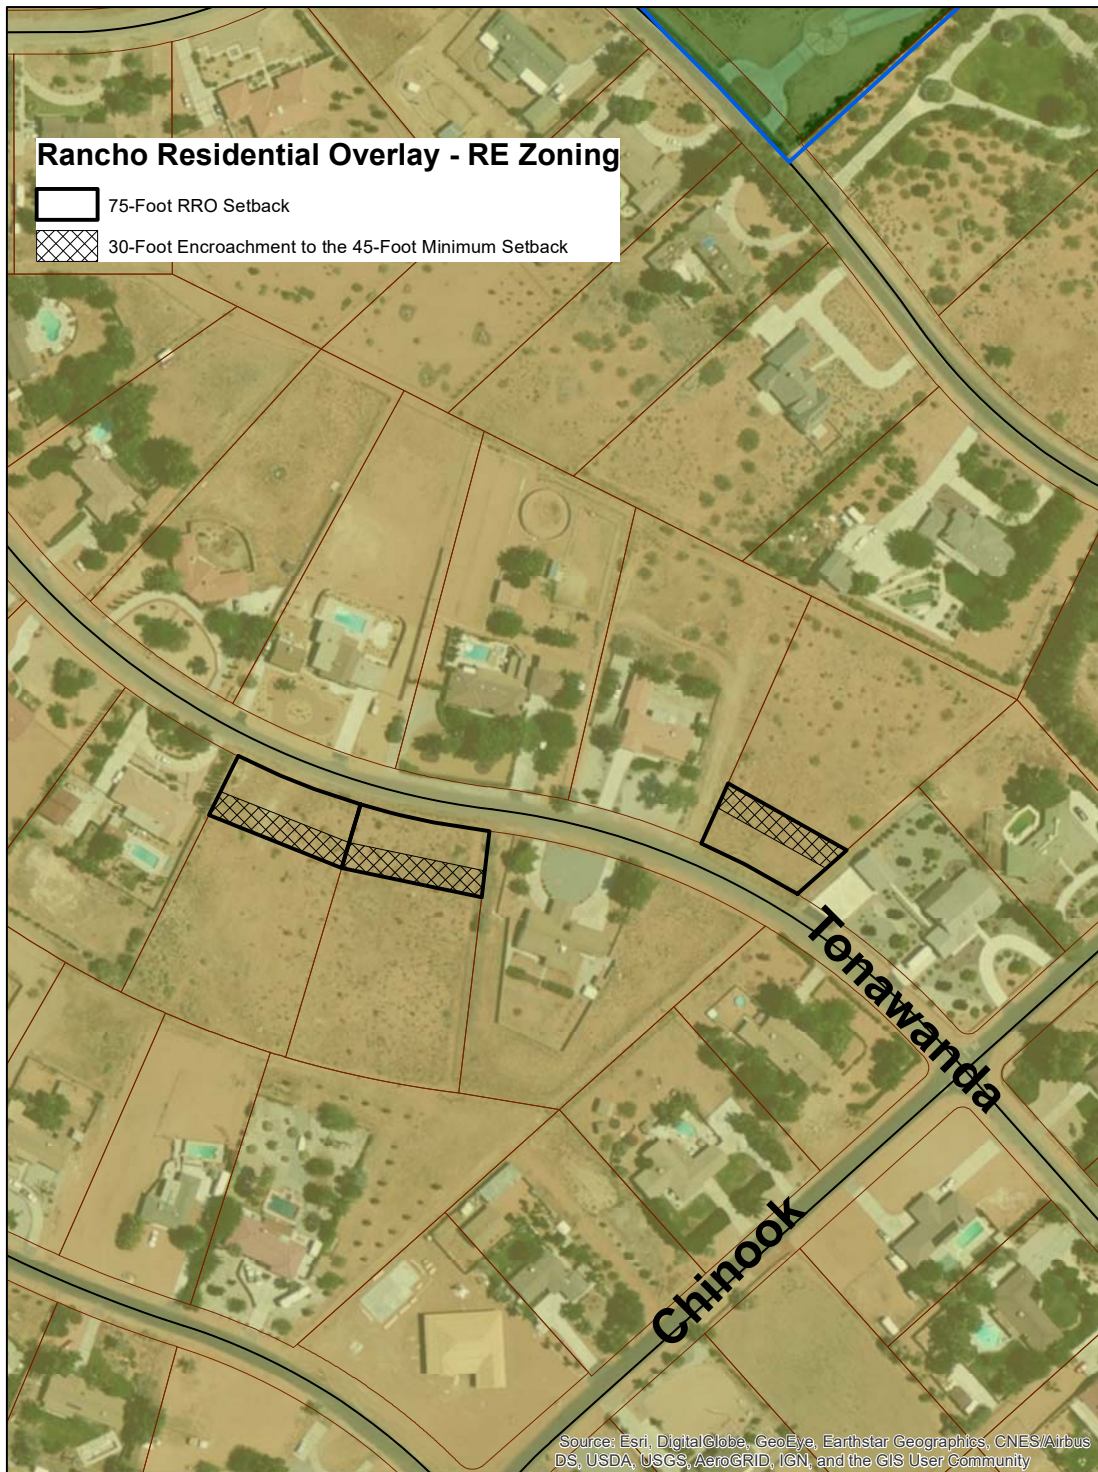 Rancho Residential Overlay - RE Zoning
75-Foot RRO Setback
30-Foot Encroachment to the 45-Foot Minimum Setback
Tonawanda
Chinook
Source: Esri, DigitalGlobe, GeoEye, Earthstar Geographics, CNES/Airbus
DS, USDA, USGS, AeroGRID, IGN, and the GIS User Community